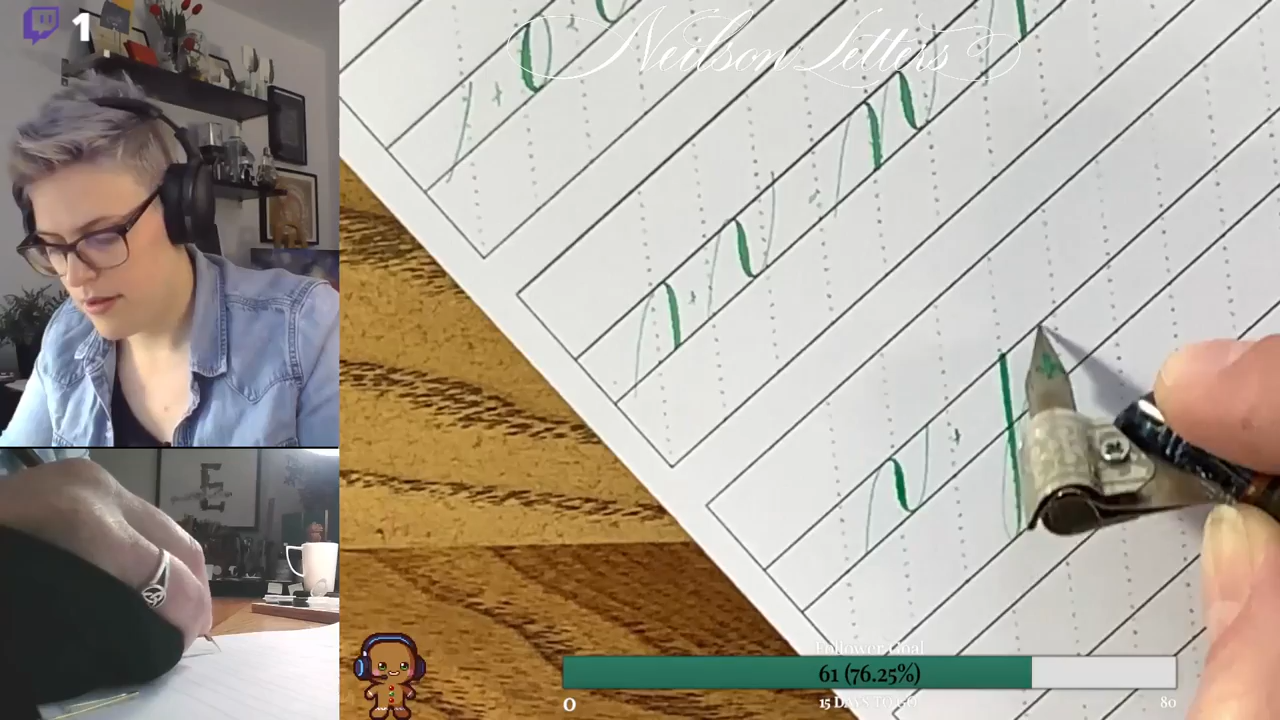 1
Neilson Letters
E
Follower Goal
61 (76.25%)
0
15 DAYS TO GO
80